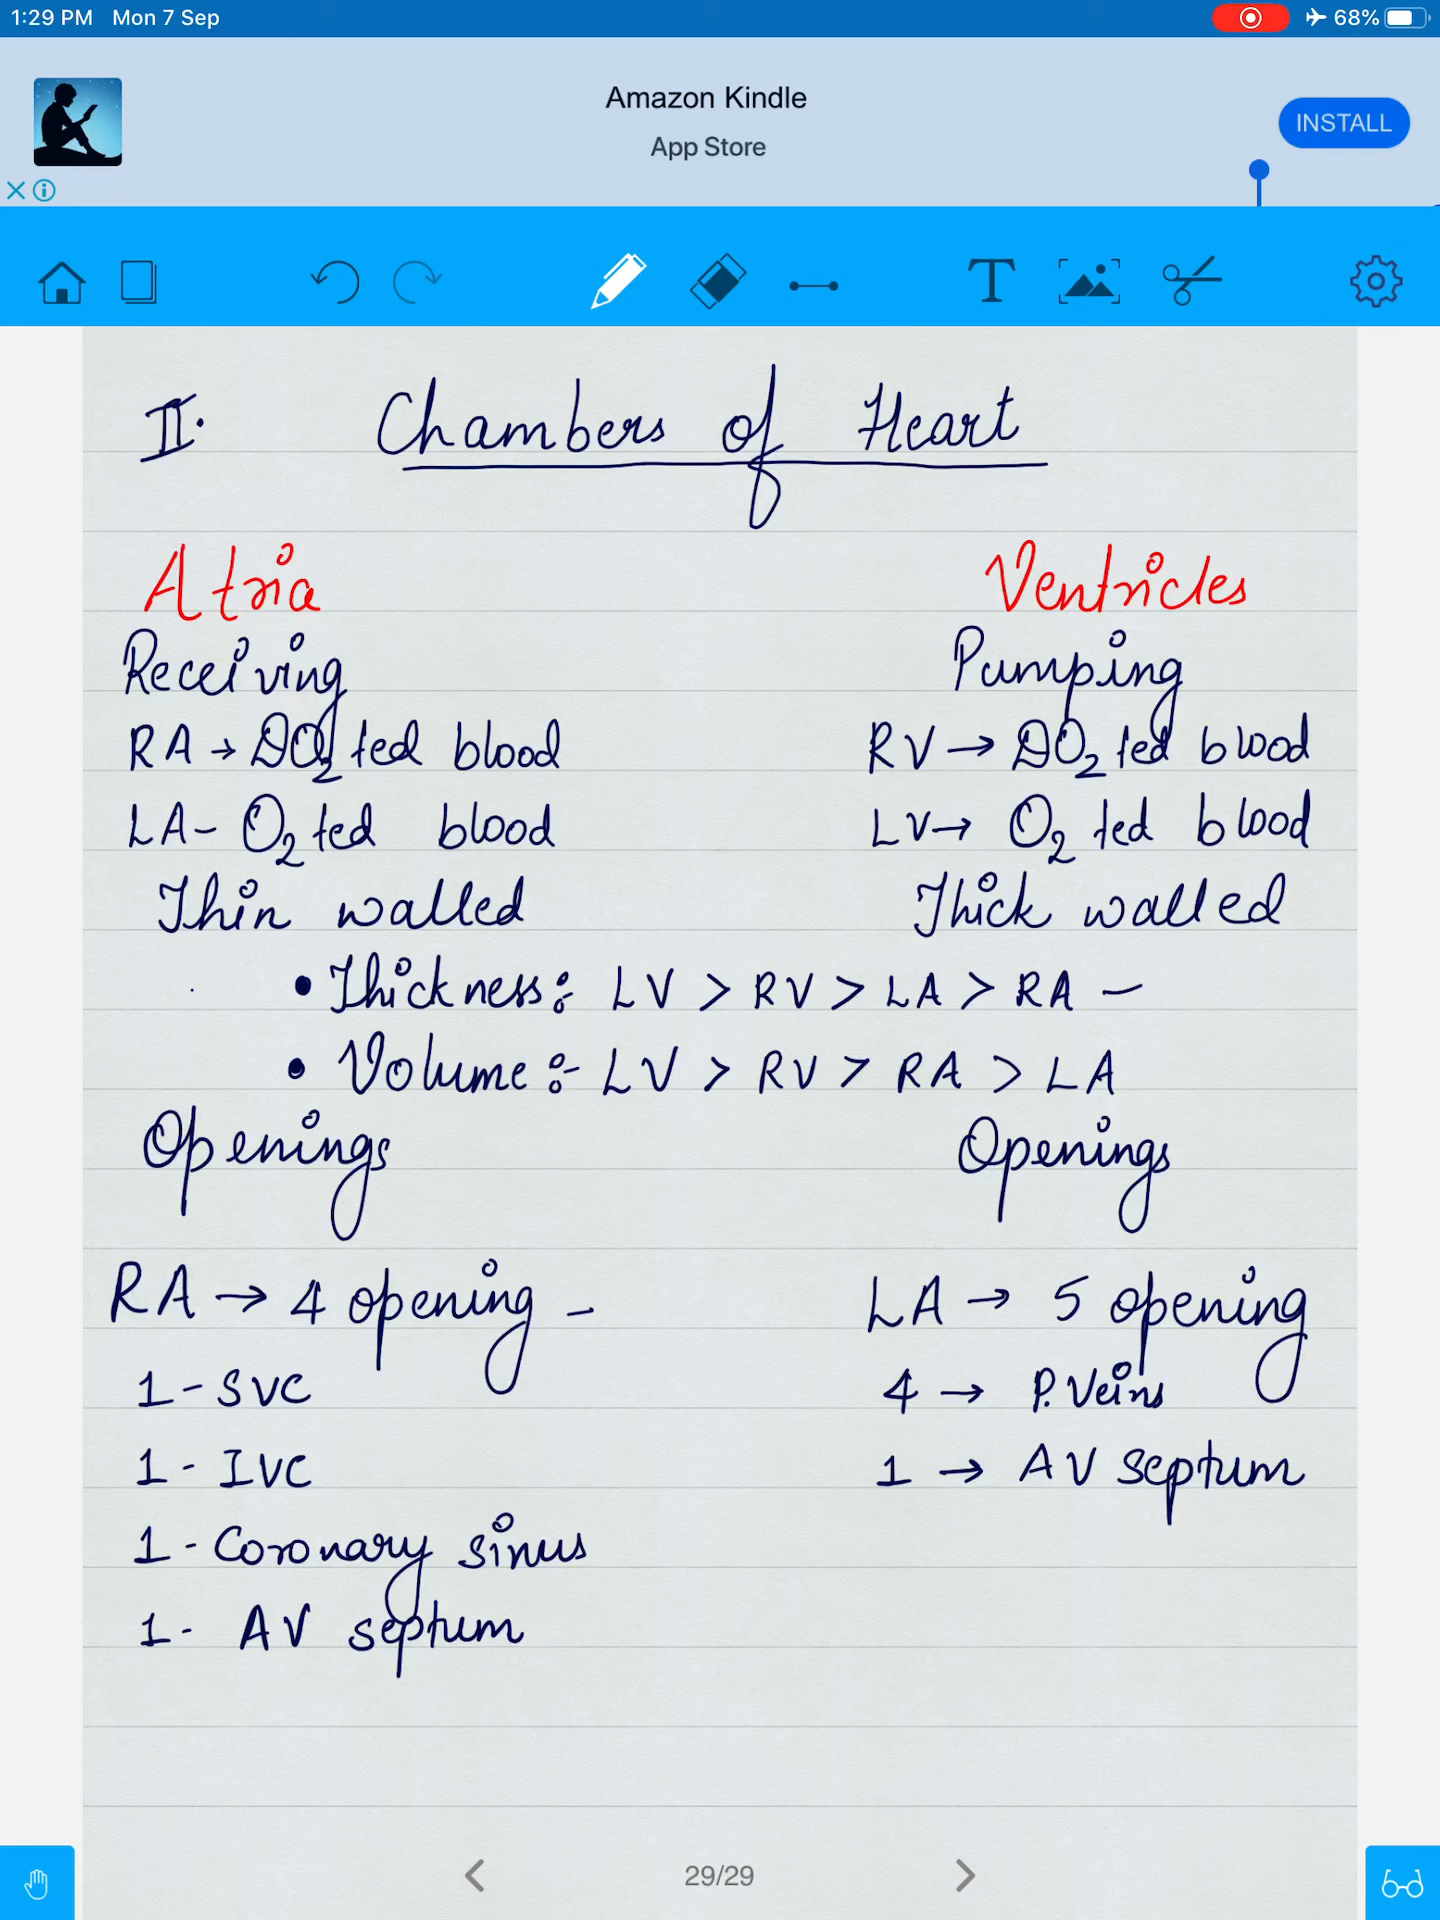 1:29 PM Mon 7 Sep 68%
Amazon Kindle
App Store
INSTALL
T
II. Chambers of Heart
Atria Ventricles
Receiving Pumping
RA → DO2 ted blood RV → DO2 ted blood
LA - O2 ted blood LV → O2 ted blood
Thin walled Thick walled
• Thickness :- LV > RV > LA > RA -
• Volume :- LV > RV > RA > LA
Openings Openings
RA → 4 opening - LA → 5 opening
1 - SVC 4 → P. Veins
1 - IVC 1 → AV septum
1 - Coronary sinus
1 - AV septum
29/29